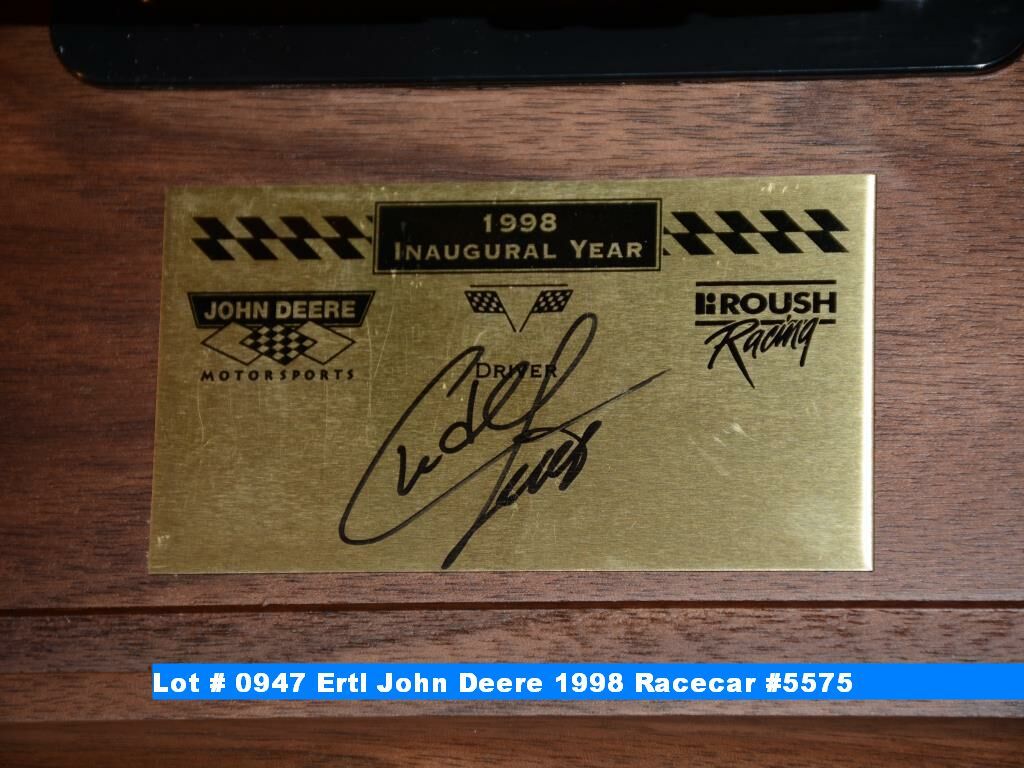 1998
INAUGURAL YEAR
JOHN DEERE
MOTORSPORTS
ROUSH
Racing
DRIVER
Lot # 0947 Ertl John Deere 1998 Racecar #5575